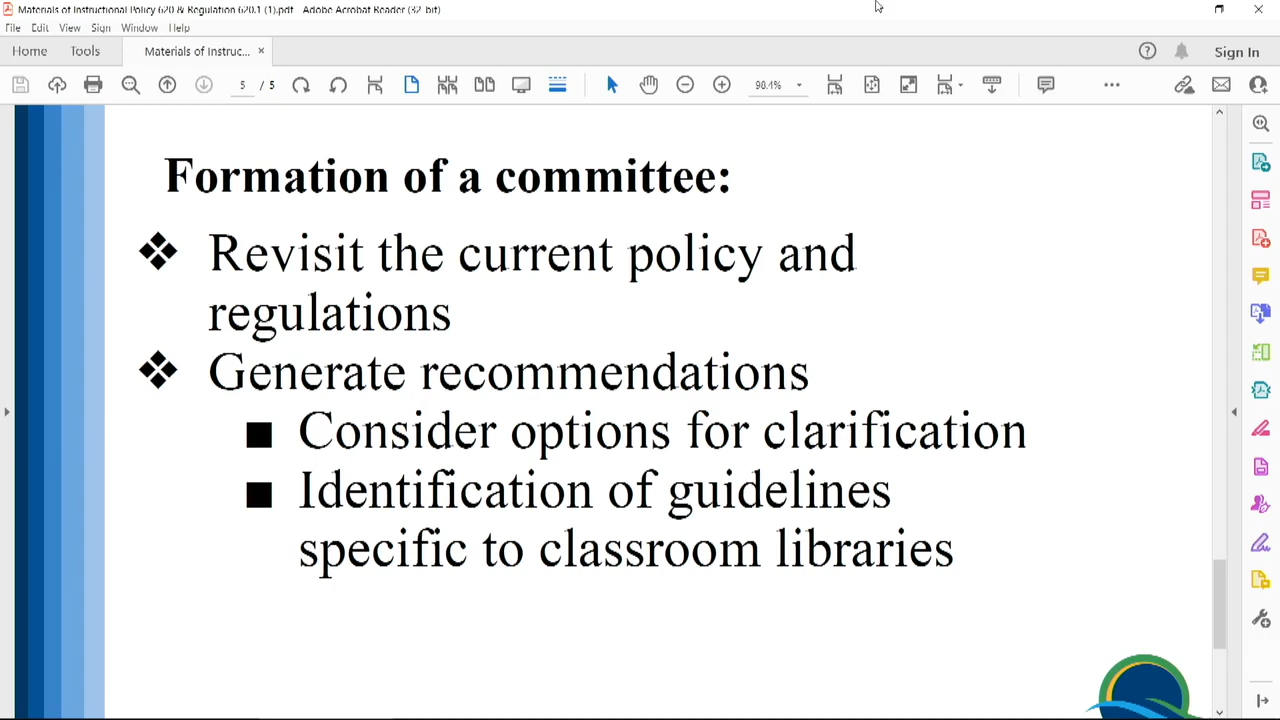 Materials of Instructional Policy 620 & Regulation 620.1 (1).pdf - Adobe Acrobat Reader (32-bit)
File Edit View Sign Window Help
Home Tools Materials of Instruc... × Sign In
5 / 5 98.4%
Formation of a committee:
❖ Revisit the current policy and
regulations
❖ Generate recommendations
■ Consider options for clarification
■ Identification of guidelines
specific to classroom libraries